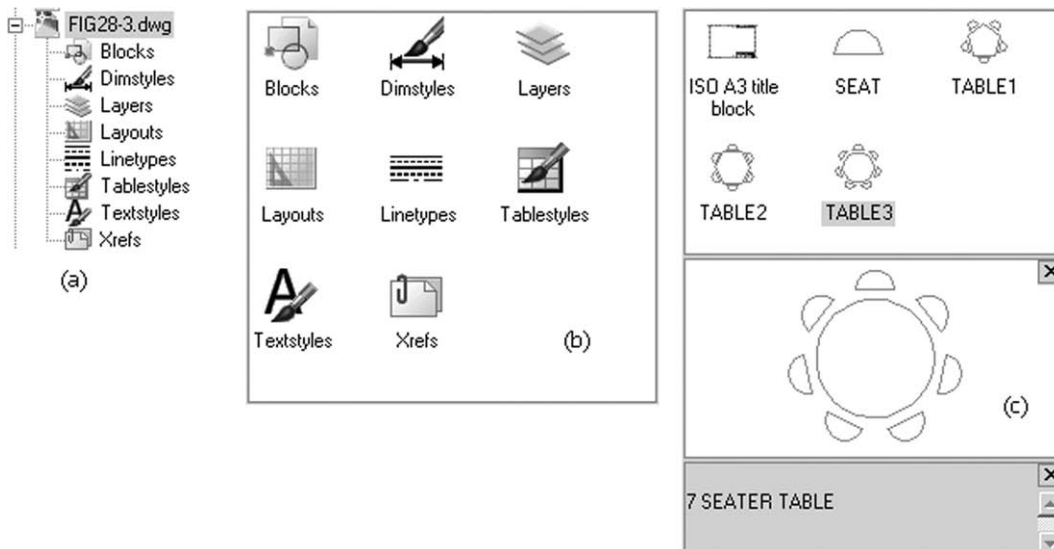 FIG28-3.dwg
Blocks
Dimstyles
Layers
Layouts
Linetypes
Tablestyles
Textstyles
Xrefs
(a)
Blocks
Dimstyles
Layers
Layouts
Linetypes
Tablestyles
Textstyles
Xrefs
(b)
ISO A3 title
block
SEAT
TABLE1
TABLE2
TABLE3
(c)
7 SEATER TABLE